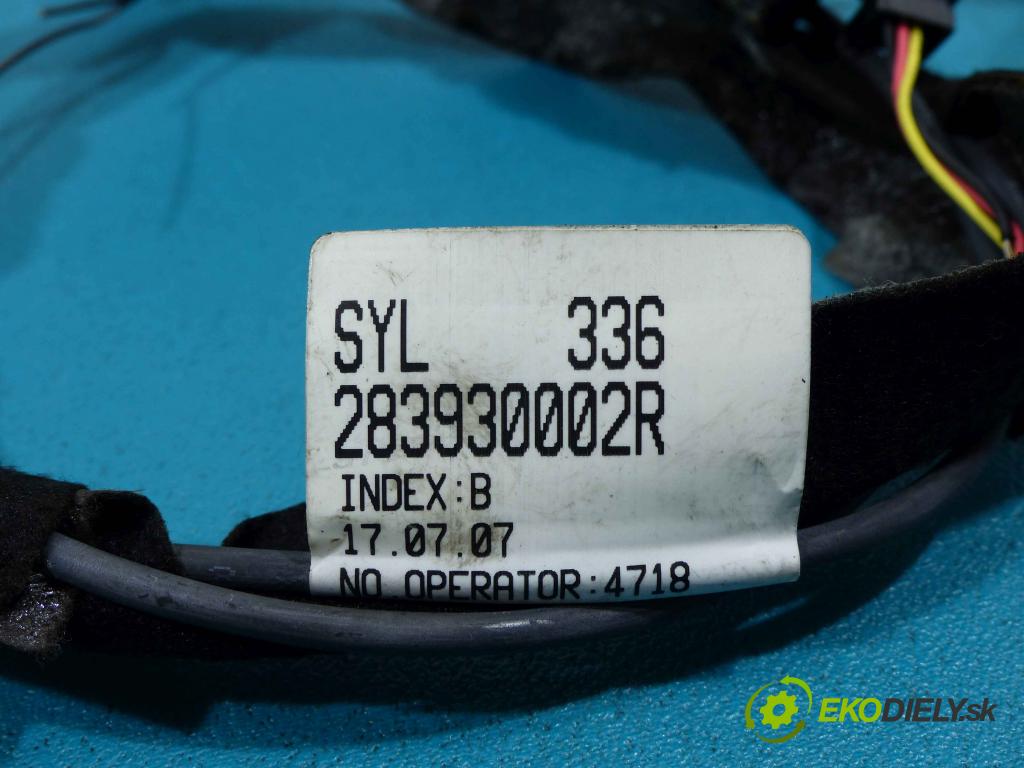 SYL 336
283930002R
INDEX:B
17.07.07
NO OPERATOR:4718
EKODIELY.sk